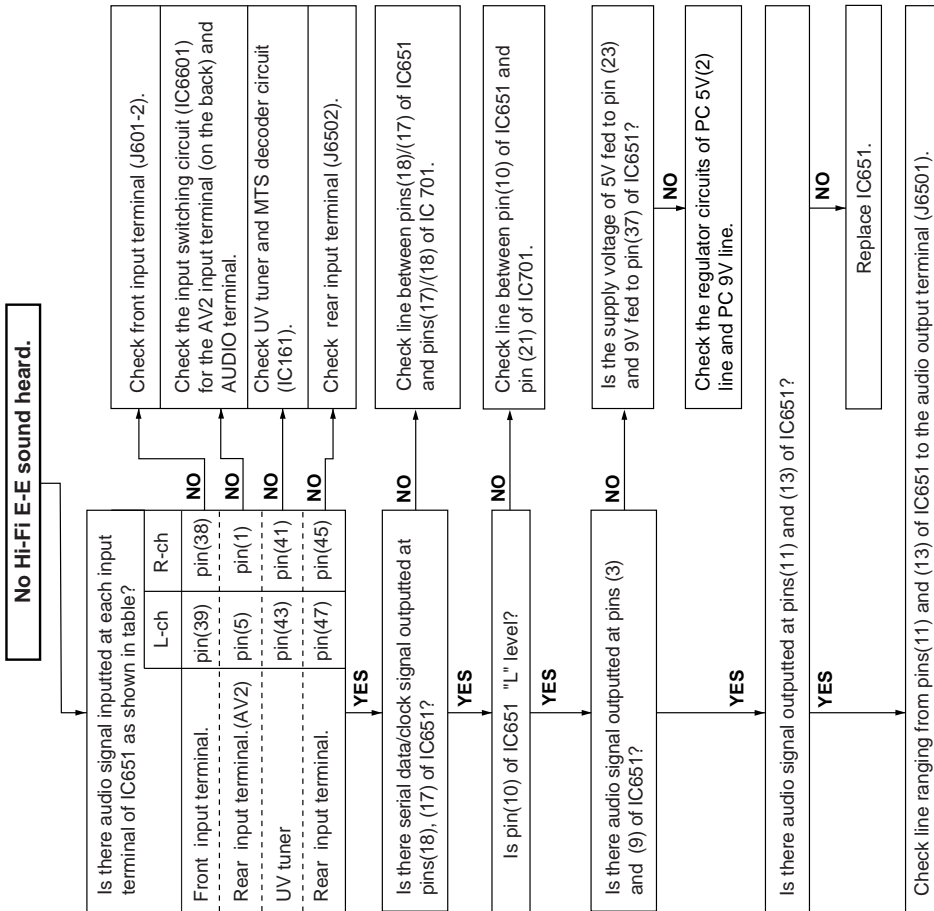 No Hi-Fi E-E sound heard.
Is there audio signal inputted at each input
terminal of IC651 as shown in table?
L-ch R-ch
Front input terminal. pin(39) pin(38) NO
Rear input terminal.(AV2) pin(5) pin(1) NO
UV tuner pin(43) pin(41) NO
Rear input terminal. pin(47) pin(45) NO
Check front input terminal (J601-2).
Check the input switching circuit (IC6601)
for the AV2 input terminal (on the back) and
AUDIO terminal.
Check UV tuner and MTS decoder circuit
(IC161).
Check rear input terminal (J6502).
YES
Is there serial data/clock signal outputted at
pins(18), (17) of IC651?
NO
Check line between pins(18)/(17) of IC651
and pins(17)/(18) of IC 701.
YES
Is pin(10) of IC651 "L" level?
NO
Check line between pin(10) of IC651 and
pin (21) of IC701.
YES
Is there audio signal outputted at pins (3)
and (9) of IC651?
NO
Is the supply voltage of 5V fed to pin (23)
and 9V fed to pin(37) of IC651?
NO
Check the regulator circuits of PC 5V(2)
line and PC 9V line.
YES
Is there audio signal outputted at pins(11) and (13) of IC651?
NO
Replace IC651.
YES
Check line ranging from pins(11) and (13) of IC651 to the audio output terminal (J6501).